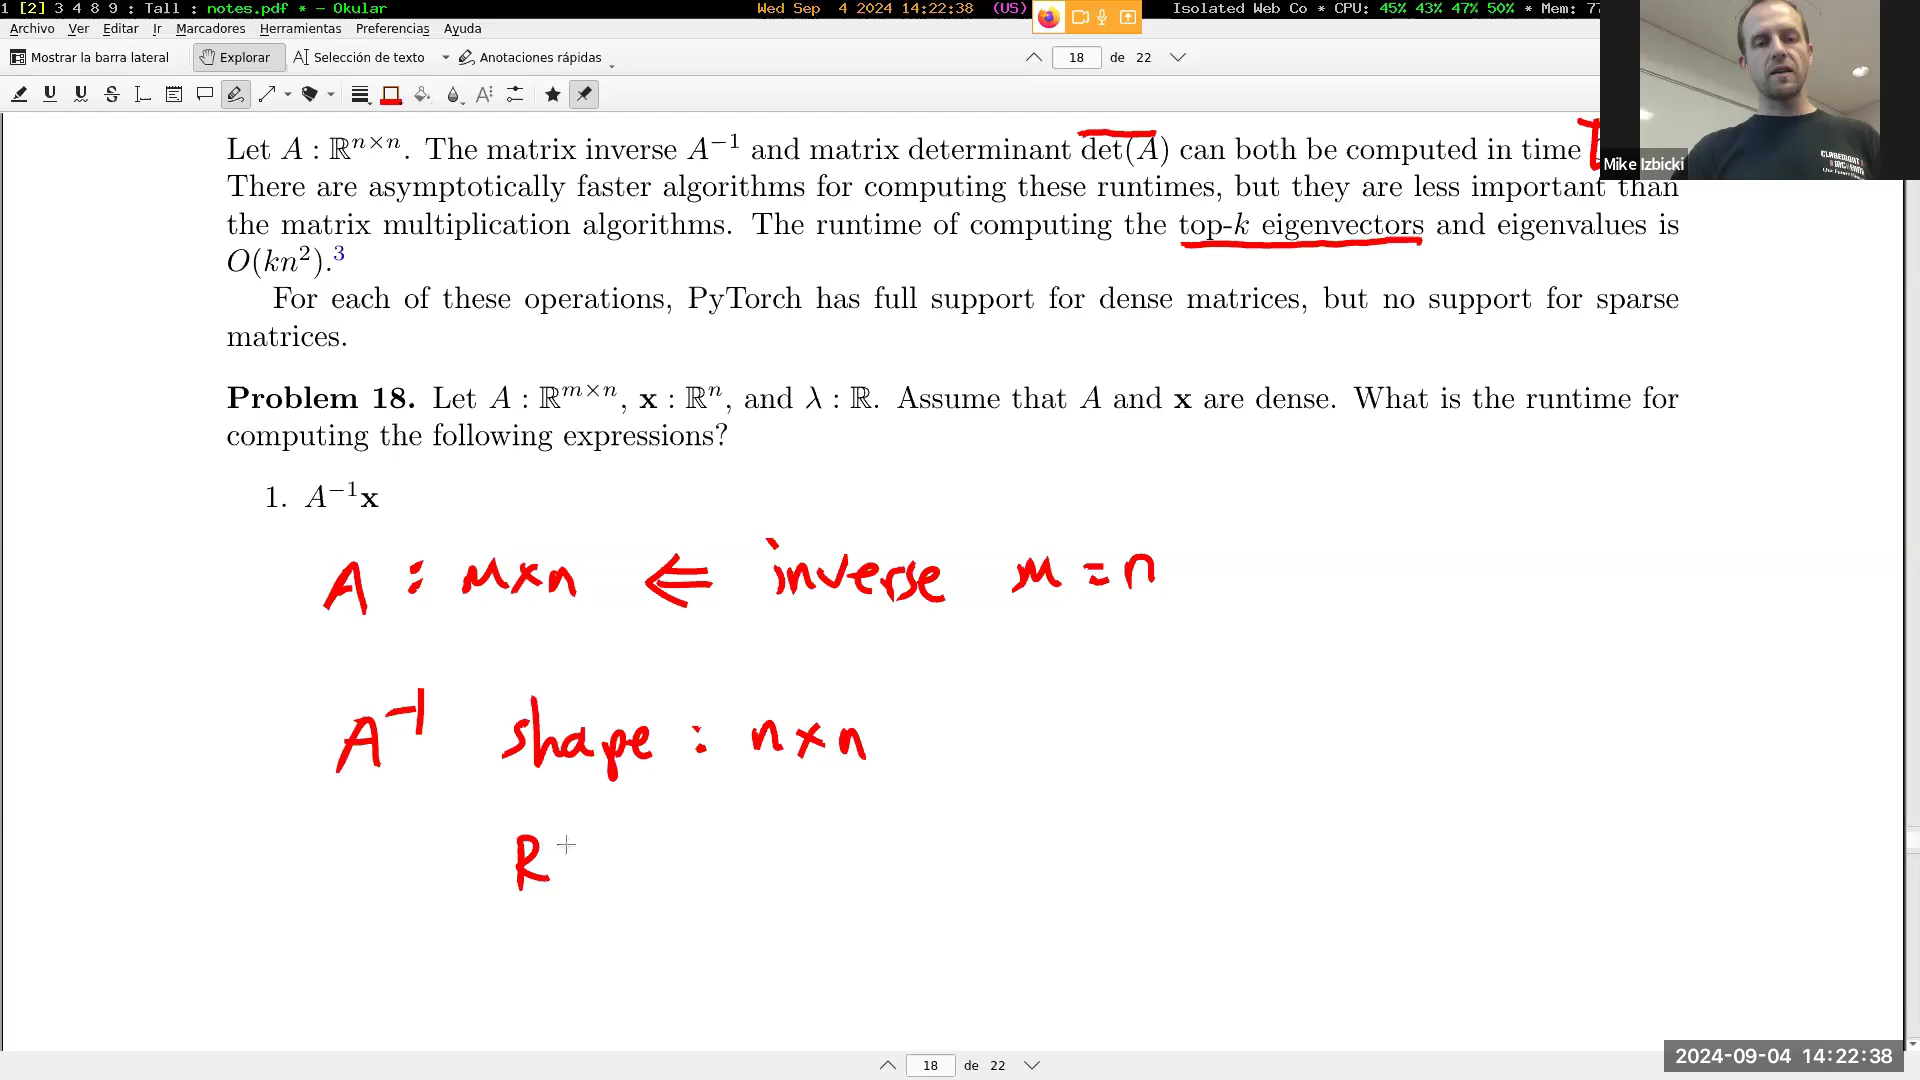 1 [2] 3 4 8 9 : Tall : notes.pdf * - Okular
Wed Sep 4 2024 14:22:38 (US)
Isolated Web Co * CPU: 45% 43% 47% 50% * Mem: 7
Archivo Ver Editar Ir Marcadores Herramientas Preferencias Ayuda
Mostrar la barra lateral Explorar Selección de texto Anotaciones rápidas
18 de 22
Mike Izbicki
Let A : ℝⁿˣⁿ. The matrix inverse A⁻¹ and matrix determinant det(A) can both be computed in time
There are asymptotically faster algorithms for computing these runtimes, but they are less important than
the matrix multiplication algorithms. The runtime of computing the top-k eigenvectors and eigenvalues is
O(kn²).³
For each of these operations, PyTorch has full support for dense matrices, but no support for sparse
matrices.
Problem 18. Let A : ℝᵐˣⁿ, x : ℝⁿ, and λ : ℝ. Assume that A and x are dense. What is the runtime for
computing the following expressions?
1. A⁻¹x
A : m×n ⇐ inverse m = n
A⁻¹ shape : n×n
R
18 de 22
2024-09-04 14:22:38